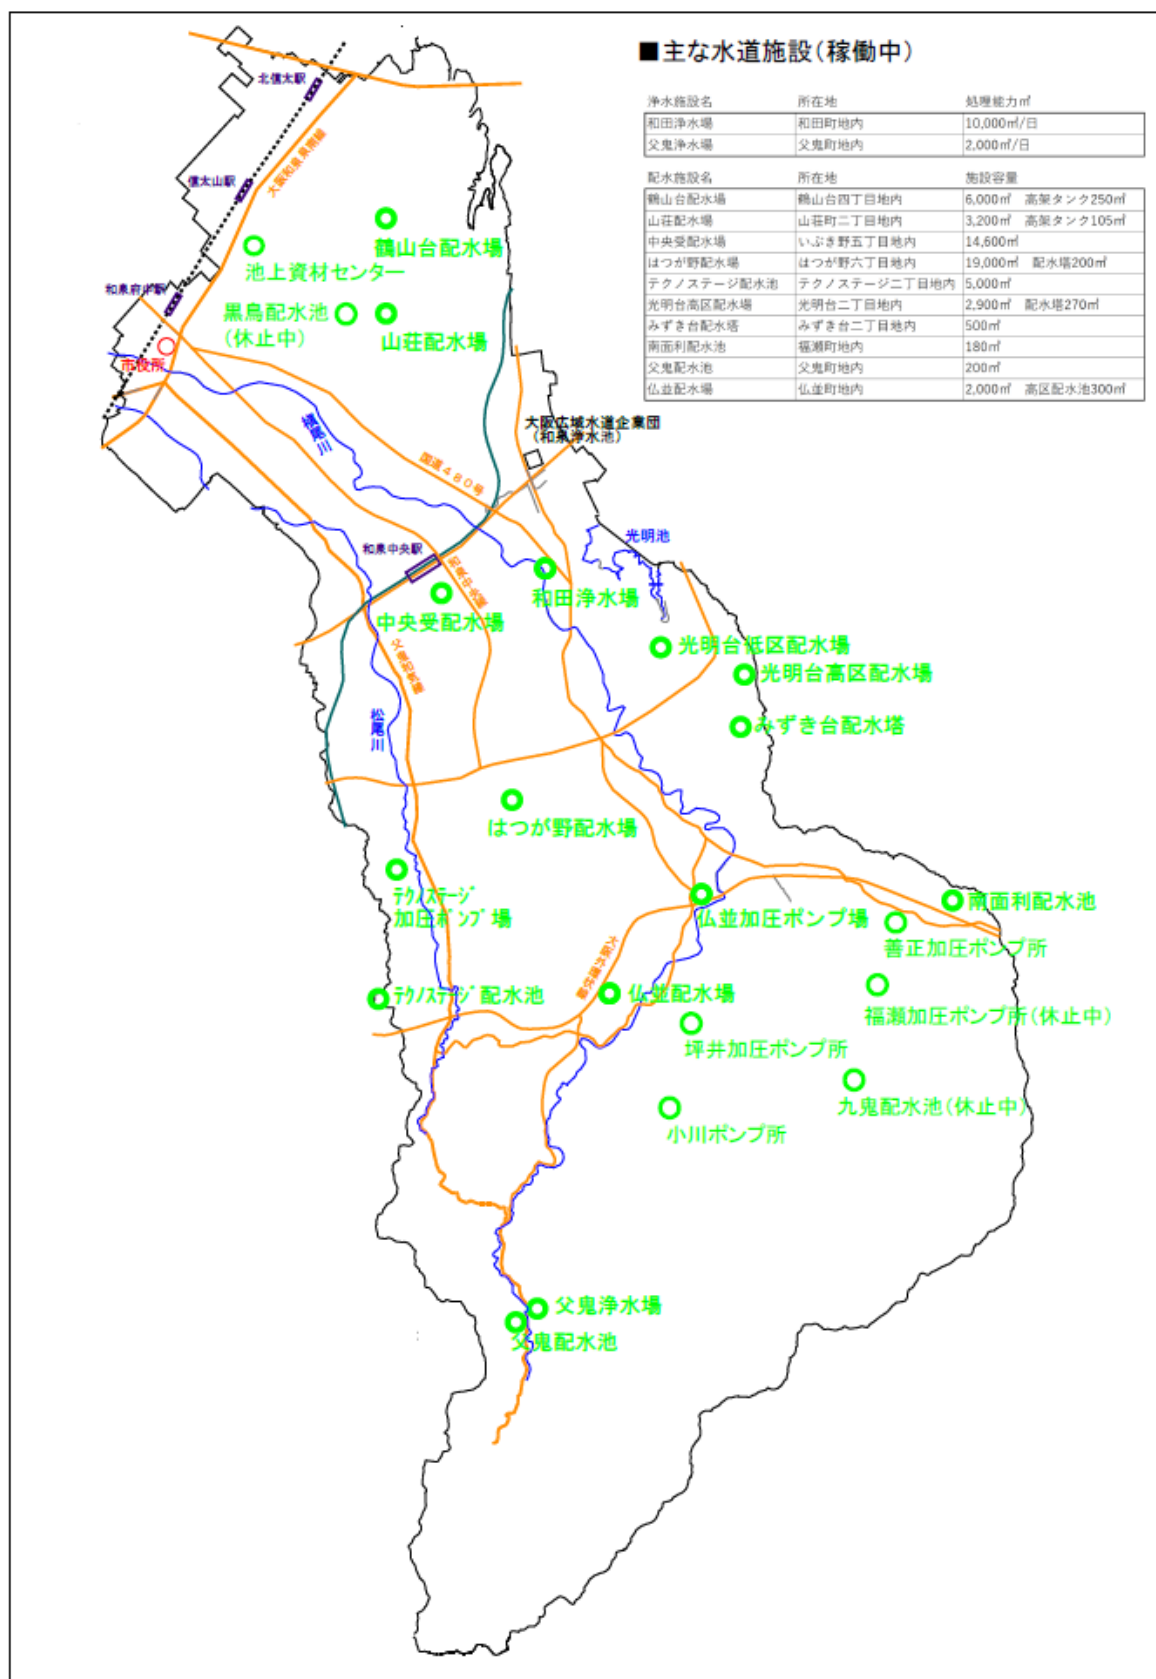 ■主な水道施設（稼働中）
浄水施設名 所在地 処理能力㎥
和田浄水場 和田町地内 10,000㎥/日
父鬼浄水場 父鬼町地内 2,000㎥/日
配水施設名 所在地 施設容量
鶴山台配水場 鶴山台四丁目地内 6,000㎥ 高架タンク250㎥
山荘配水場 山荘町二丁目地内 3,200㎥ 高架タンク105㎥
中央受配水場 いぶき野五丁目地内 14,600㎥
はつが野配水場 はつが野六丁目地内 19,000㎥ 配水塔200㎥
テクノステージ配水池 テクノステージ二丁目地内 5,000㎥
光明台高区配水場 光明台二丁目地内 2,900㎥ 配水塔270㎥
みずき台配水塔 みずき台二丁目地内 500㎥
南面利配水池 福瀬町地内 180㎥
父鬼配水池 父鬼町地内 200㎥
仏並配水場 仏並町地内 2,000㎥ 高区配水池300㎥
北信太駅
大阪和泉泉南線
信太山駅
鶴山台配水場
池上資材センター
和泉府中駅
黒鳥配水池
（休止中）
山荘配水場
市役所
槇尾川
国道４８０号
大阪広域水道企業団
（和泉浄水池）
光明池
和泉中央駅
和泉中央線
和田浄水場
中央受配水場
父鬼和気線
光明台低区配水場
光明台高区配水場
みずき台配水塔
松尾川
はつが野配水場
ﾃｸﾉｽﾃｰｼﾞ
加圧ﾎﾟﾝﾌﾟ場
仏並加圧ポンプ場
南面利配水池
善正加圧ポンプ所
大阪外環状線
ﾃｸﾉｽﾃｰｼﾞ配水池
仏並配水場
福瀬加圧ポンプ所（休止中）
坪井加圧ポンプ所
九鬼配水池（休止中）
小川ポンプ所
父鬼浄水場
父鬼配水池